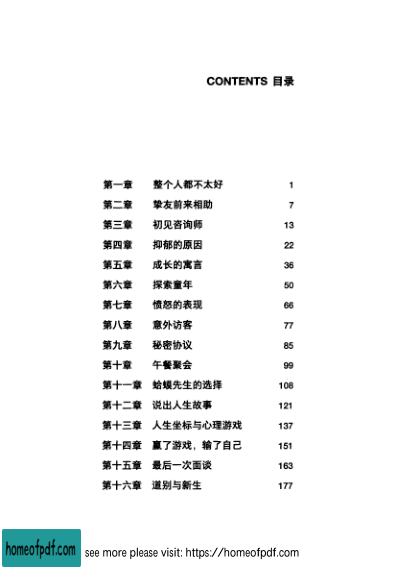 CONTENTS 目录
第一章 整个人都不太好 1
第二章 挚友前来相助 7
第三章 初见咨询师 13
第四章 抑郁的原因 22
第五章 成长的寓言 36
第六章 探索童年 50
第七章 愤怒的表现 66
第八章 意外访客 77
第九章 秘密协议 85
第十章 午餐聚会 99
第十一章 蛤蟆先生的选择 108
第十二章 说出人生故事 121
第十三章 人生坐标与心理游戏 137
第十四章 赢了游戏，输了自己 151
第十五章 最后一次面谈 163
第十六章 道别与新生 177
homeofpdf.com see more please visit: https://homeofpdf.com